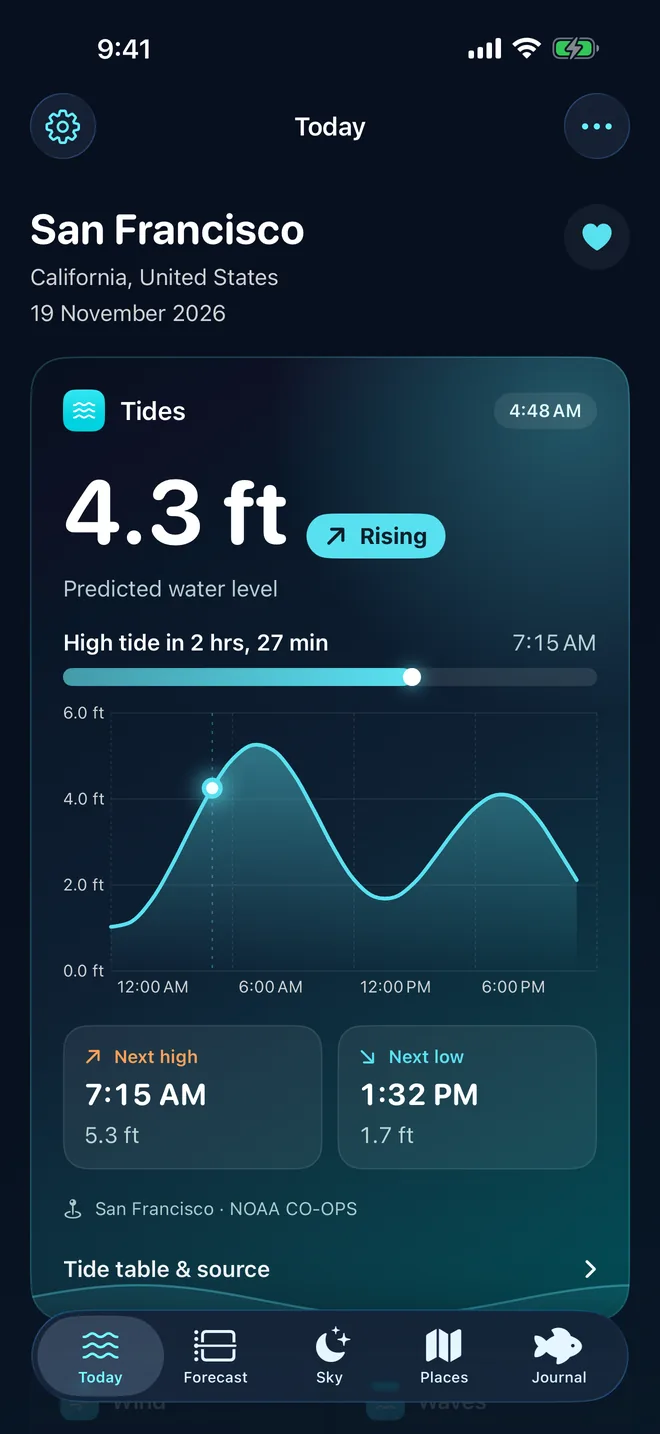 9:41
Today
San Francisco
California, United States
19 November 2026
Tides
4:48 AM
4.3 ft
Rising
Predicted water level
High tide in 2 hrs, 27 min
7:15 AM
6.0 ft
4.0 ft
2.0 ft
0.0 ft
12:00 AM 6:00 AM 12:00 PM 6:00 PM
Next high
7:15 AM
5.3 ft
Next low
1:32 PM
1.7 ft
San Francisco · NOAA CO-OPS
Tide table & source
Today Forecast Sky Places Journal
Wind Waves